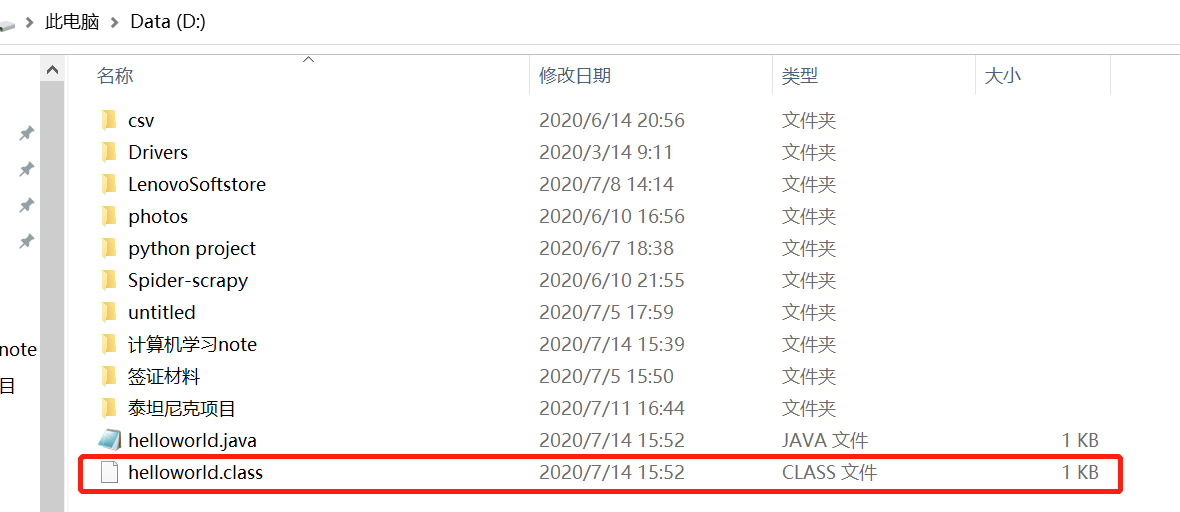 此电脑 > Data (D:)
名称 修改日期 类型 大小
csv 2020/6/14 20:56 文件夹
Drivers 2020/3/14 9:11 文件夹
LenovoSoftstore 2020/7/8 14:14 文件夹
photos 2020/6/10 16:56 文件夹
python project 2020/6/7 18:38 文件夹
Spider-scrapy 2020/6/10 21:55 文件夹
untitled 2020/7/5 17:59 文件夹
note
计算机学习note 2020/7/14 15:39 文件夹
目
签证材料 2020/7/5 15:50 文件夹
泰坦尼克项目 2020/7/11 16:44 文件夹
helloworld.java 2020/7/14 15:52 JAVA 文件 1 KB
helloworld.class 2020/7/14 15:52 CLASS 文件 1 KB